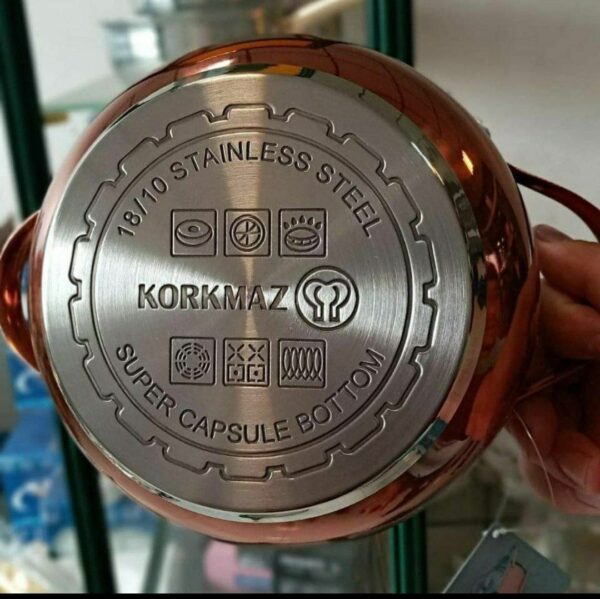 18/10 STAINLESS STEEL
KORKMAZ
SUPER CAPSULE BOTTOM